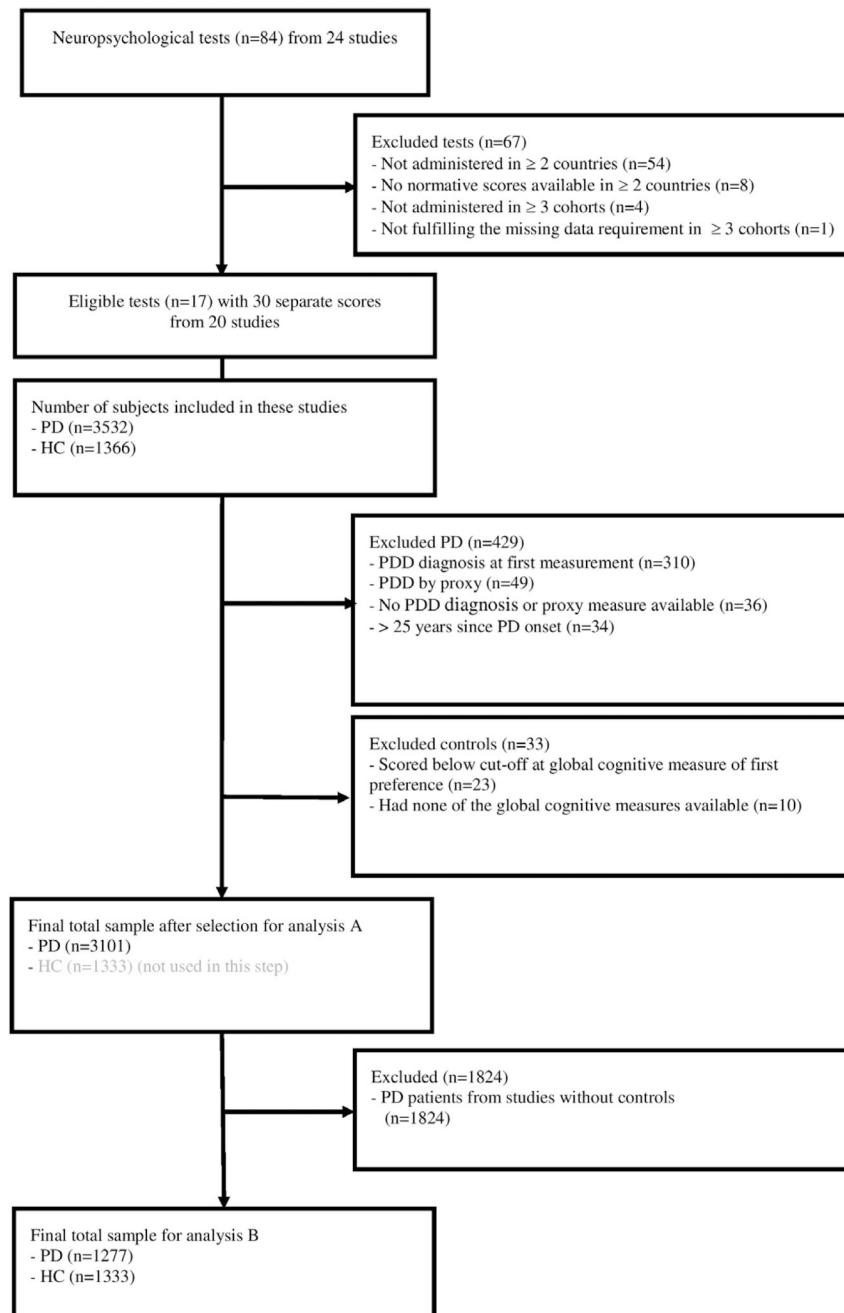 Neuropsychological tests (n=84) from 24 studies
Excluded tests (n=67)
- Not administered in ≥ 2 countries (n=54)
- No normative scores available in ≥ 2 countries (n=8)
- Not administered in ≥ 3 cohorts (n=4)
- Not fulfilling the missing data requirement in ≥ 3 cohorts (n=1)
Eligible tests (n=17) with 30 separate scores
from 20 studies
Number of subjects included in these studies
- PD (n=3532)
- HC (n=1366)
Excluded PD (n=429)
- PDD diagnosis at first measurement (n=310)
- PDD by proxy (n=49)
- No PDD diagnosis or proxy measure available (n=36)
- > 25 years since PD onset (n=34)
Excluded controls (n=33)
- Scored below cut-off at global cognitive measure of first
preference (n=23)
- Had none of the global cognitive measures available (n=10)
Final total sample after selection for analysis A
- PD (n=3101)
- HC (n=1333) (not used in this step)
Excluded (n=1824)
- PD patients from studies without controls
(n=1824)
Final total sample for analysis B
- PD (n=1277)
- HC (n=1333)